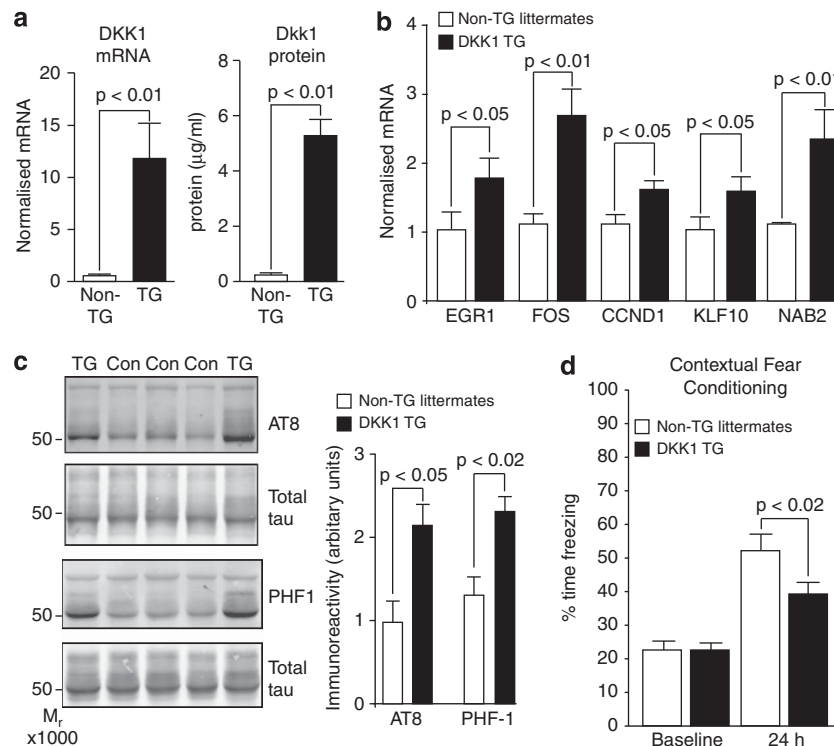 a
DKK1
mRNA
Normalised mRNA
20
15
10
5
0
p < 0.01
Non-
TG
TG
Dkk1
protein
protein (μg/ml)
8
6
4
2
0
p < 0.01
Non-
TG
TG
b
Non-TG littermates
DKK1 TG
Normalised mRNA
4
3
2
1
0
p < 0.05
p < 0.01
p < 0.05
p < 0.05
p < 0.01
EGR1
FOS
CCND1
KLF10
NAB2
c
TG Con Con Con TG
50
AT8
50
Total
tau
50
PHF1
50
Total
tau
Mr
x1000
Non-TG littermates
DKK1 TG
Immunoreactivity (arbitary units)
3
2
1
0
p < 0.05
p < 0.02
AT8
PHF-1
d
Contextual Fear
Conditioning
Non-TG littermates
DKK1 TG
% time freezing
100
90
80
70
60
50
40
30
20
10
0
p < 0.02
Baseline
24 h